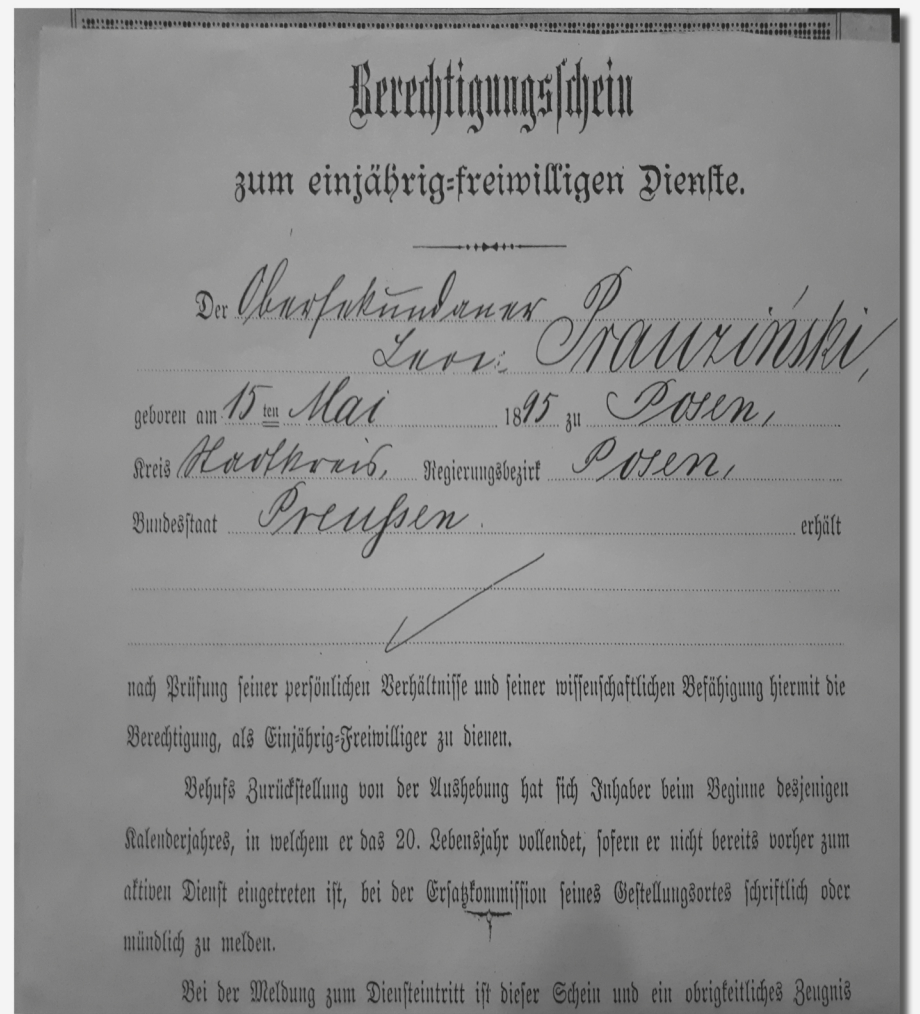 Berechtigungsschein
zum einjährig-freiwilligen Dienste.
Der Obersekundaner
Leon Pranziński,
geboren am 15ten Mai 1895 zu Posen,
Kreis Stadtkreis, Regierungsbezirk Posen,
Bundesstaat Preußen erhält
nach Prüfung seiner persönlichen Verhältnisse und seiner wissenschaftlichen Befähigung hiermit die
Berechtigung, als Einjährig-Freiwilliger zu dienen.
Behufs Zurückstellung von der Aushebung hat sich Inhaber beim Beginne desjenigen
Kalenderjahres, in welchem er das 20. Lebensjahr vollendet, sofern er nicht bereits vorher zum
aktiven Dienst eingetreten ist, bei der Ersatzkommission seines Gestellungsortes schriftlich oder
mündlich zu melden.
Bei der Meldung zum Diensteintritt ist dieser Schein und ein obrigkeitliches Zeugnis